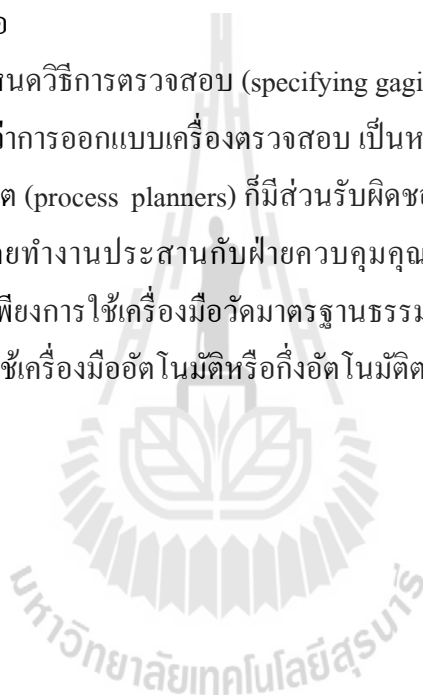 อ
หนดวิธีการตรวจสอบ (specifying gagi
ว่าการออกแบบเครื่องตรวจสอบ เป็นห
ต (process planners) ก็มีส่วนรับผิดช
ดยทำงานประสานกับฝ่ายควบคุมคุณ
พียงการใช้เครื่องมือวัดมาตรฐานธรรม
ช้เครื่องมืออัตโนมัติหรือกึ่งอัตโนมัติต
มหาวิทยาลัยเทคโนโลยีสุรนารี